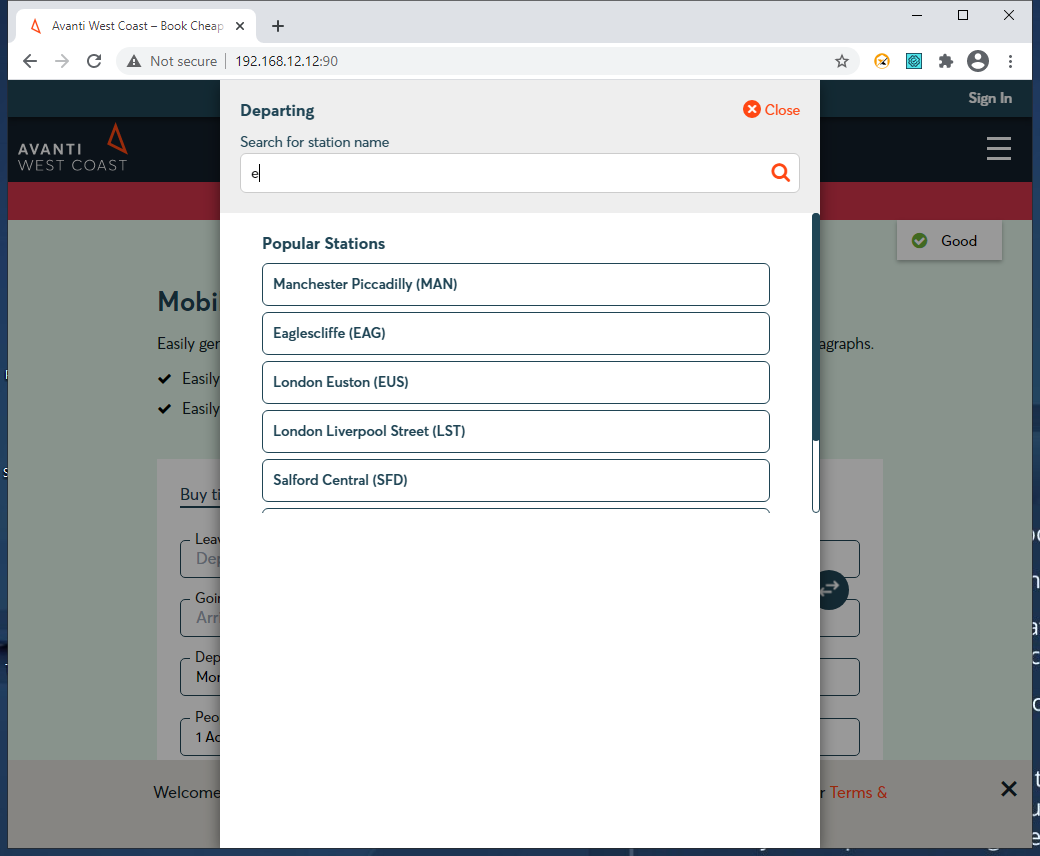 Avanti West Coast – Book Cheap
Not secure
192.168.12.12:90
Sign In
AVANTI
WEST COAST
Departing
Close
Search for station name
e
Good
Popular Stations
Manchester Piccadilly (MAN)
Eaglescliffe (EAG)
London Euston (EUS)
London Liverpool Street (LST)
Salford Central (SFD)
Mobi
Easily ger
agraphs.
Easily
Easily
Buy ti
Leav
Dep
Goin
Arri
Dep
Mon
Peo
1 Ad
Welcome
r Terms &